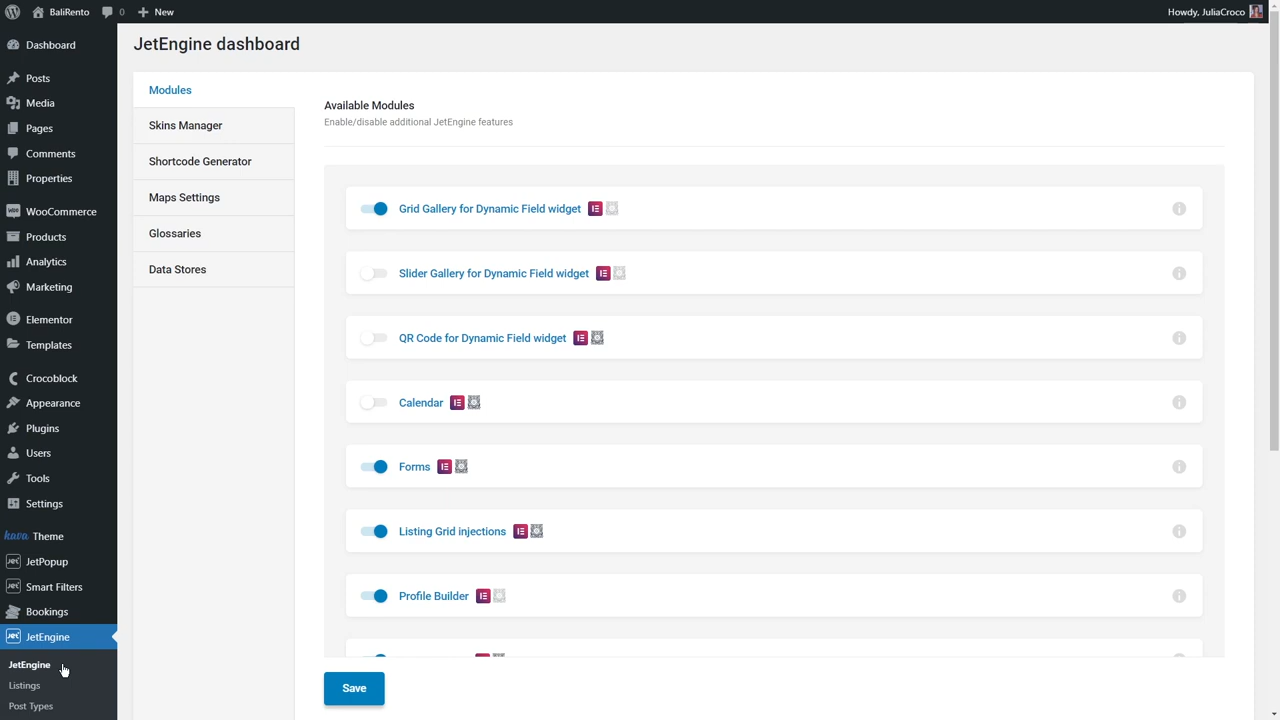 BaliRento
0
New
Howdy, JuliaCroco
Dashboard
Posts
Media
Pages
Comments
Properties
WooCommerce
Products
Analytics
Marketing
Elementor
Templates
Crocoblock
Appearance
Plugins
Users
Tools
Settings
kava Theme
JetPopup
Smart Filters
Bookings
JetEngine
JetEngine
Listings
Post Types
JetEngine dashboard
Modules
Skins Manager
Shortcode Generator
Maps Settings
Glossaries
Data Stores
Available Modules
Enable/disable additional JetEngine features
Grid Gallery for Dynamic Field widget
Slider Gallery for Dynamic Field widget
QR Code for Dynamic Field widget
Calendar
Forms
Listing Grid injections
Profile Builder
Save